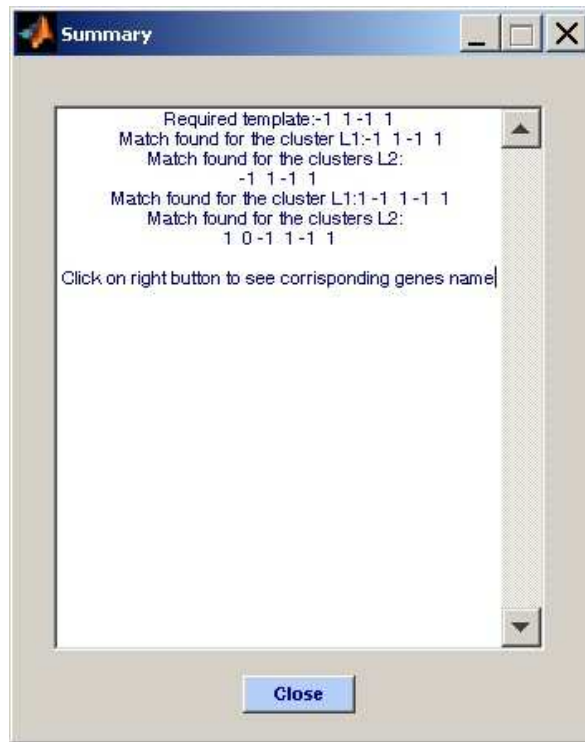 Summary
Required template:-1 1 -1 1
Match found for the cluster L1:-1 1 -1 1
Match found for the clusters L2:
-1 1 -1 1
Match found for the cluster L1:1 -1 1 -1 1
Match found for the clusters L2:
1 0 -1 1 -1 1
Click on right button to see corrisponding genes name
Close